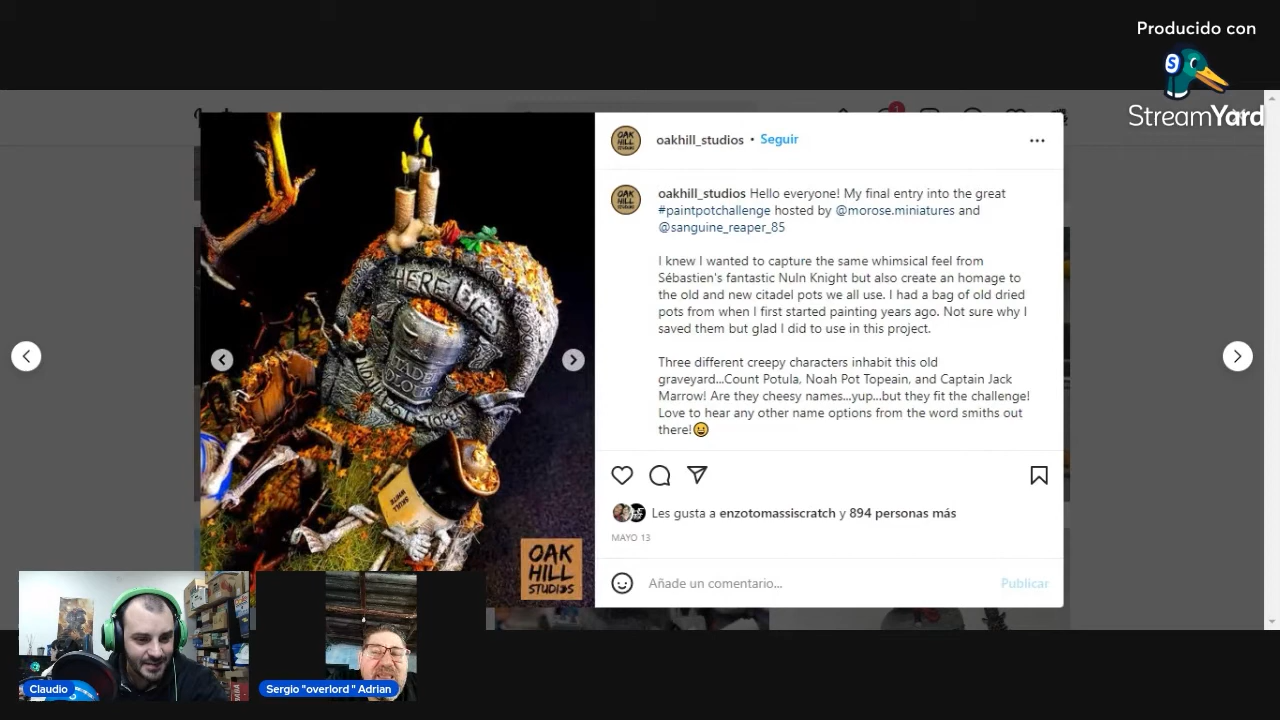 Producido con
StreamYard
oakhill_studios • Seguir
oakhill_studios Hello everyone! My final entry into the great
#paintpotchallenge hosted by @morose.miniatures and
@sanguine_reaper_85
I knew I wanted to capture the same whimsical feel from
Sébastien's fantastic Nuln Knight but also create an homage to
the old and new citadel pots we all use. I had a bag of old dried
pots from when I first started painting years ago. Not sure why I
saved them but glad I did to use in this project.
Three different creepy characters inhabit this old
graveyard...Count Potula, Noah Pot Topeain, and Captain Jack
Marrow! Are they cheesy names...yup...but they fit the challenge!
Love to hear any other name options from the word smiths out
there!😀
Les gusta a enzotomassiscratch y 894 personas más
MAYO 13
Añade un comentario...
Publicar
HERE LIES
SKULL
WHITE
OAK
HILL
STUDIOS
Claudio
Sergio "overlord " Adrian